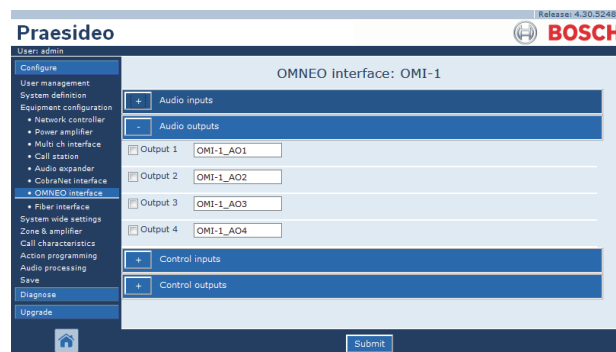 Release: 4.30.5248
Praesideo
BOSCH
User: admin
Configure
User management
System definition
Equipment configuration
• Network controller
• Power amplifier
• Multi ch interface
• Call station
• Audio expander
• CobraNet interface
• OMNEO interface
• Fiber interface
System wide settings
Zone & amplifier
Call characteristics
Action programming
Audio processing
Save
Diagnose
Upgrade
OMNEO interface: OMI-1
+ Audio inputs
- Audio outputs
Output 1 OMI-1_AO1
Output 2 OMI-1_AO2
Output 3 OMI-1_AO3
Output 4 OMI-1_AO4
+ Control inputs
+ Control outputs
Submit